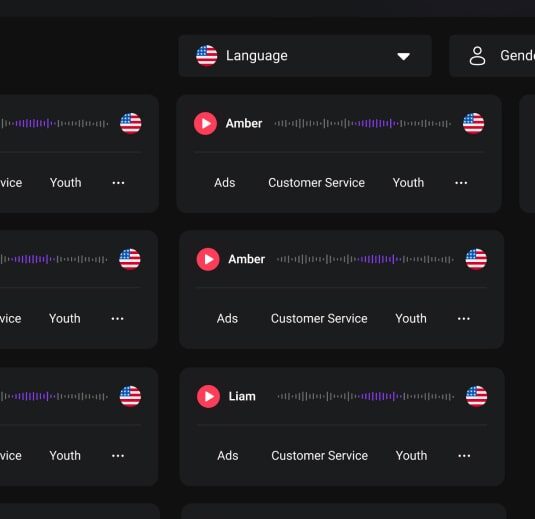 Language
Gende
Amber
vice Youth ...
Ads Customer Service Youth ...
Amber
vice Youth ...
Ads Customer Service Youth ...
Liam
vice Youth ...
Ads Customer Service Youth ...